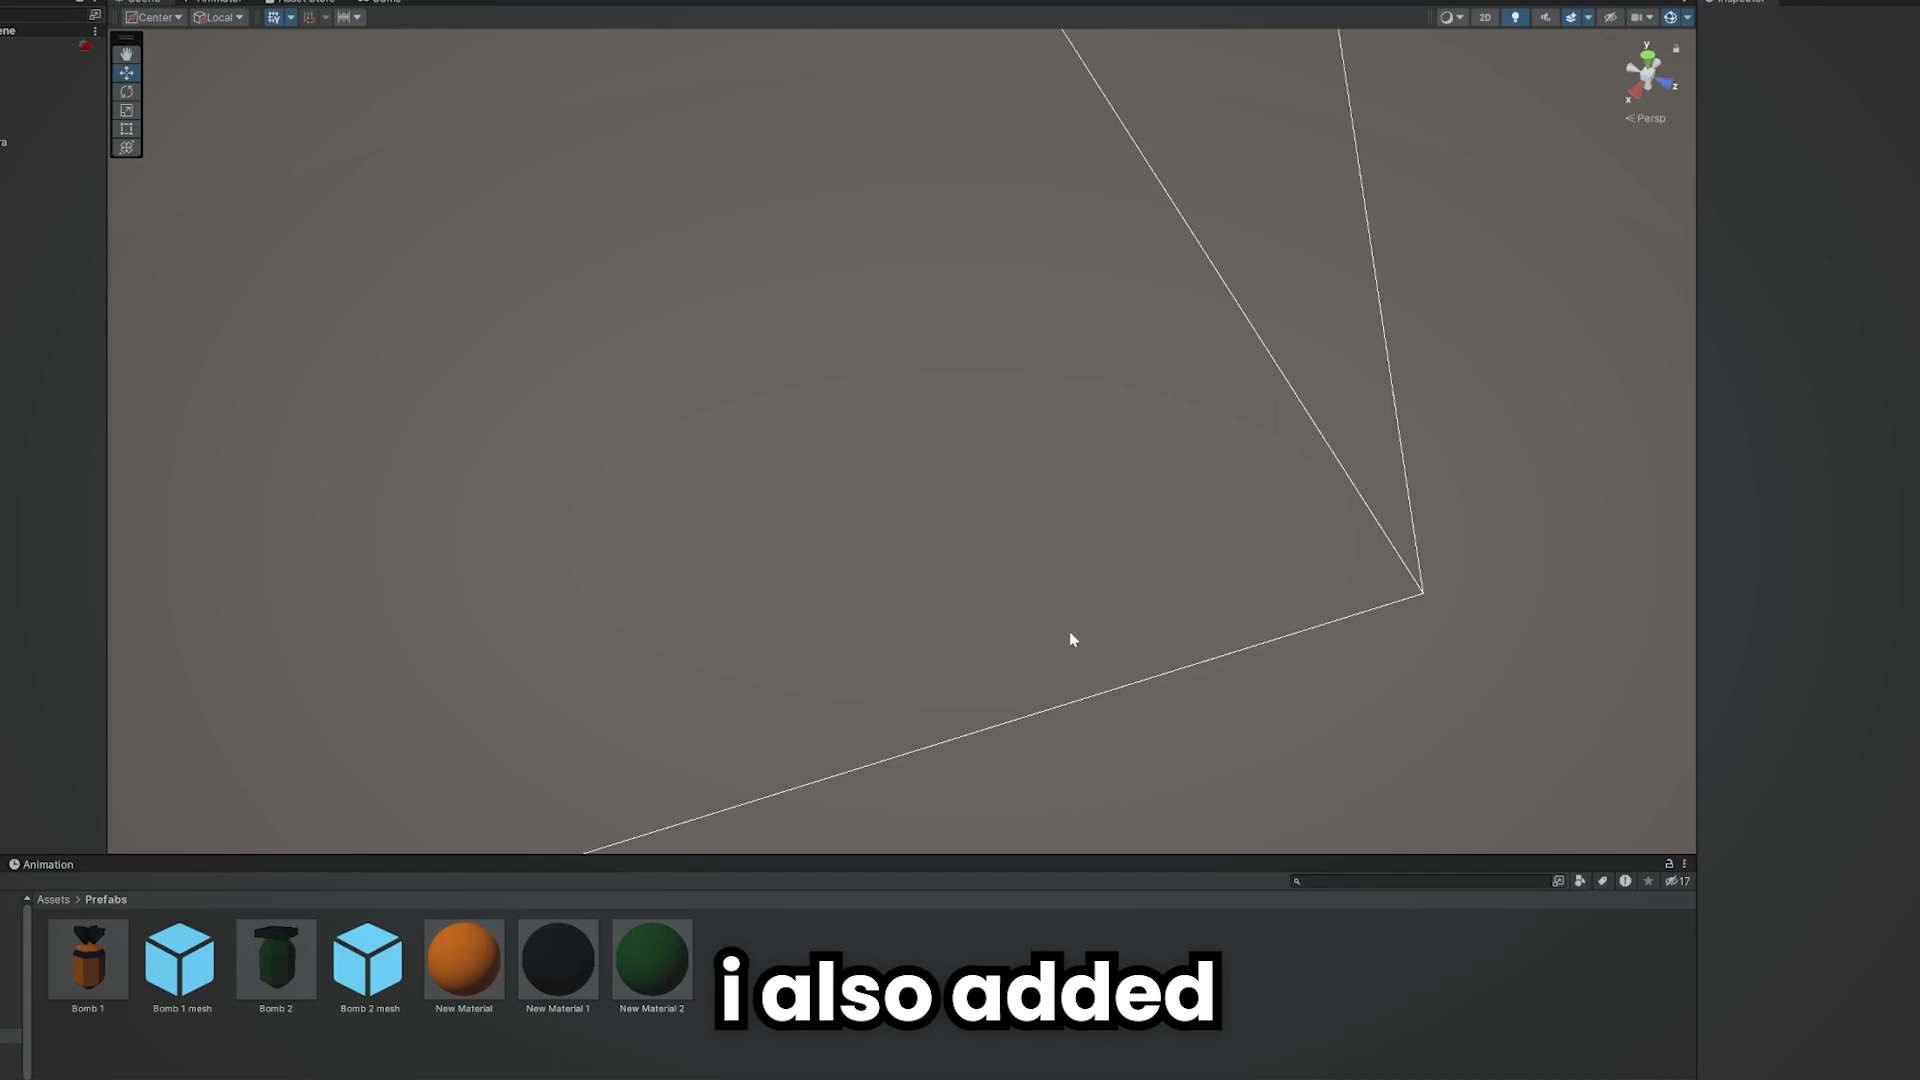 Center
Local
2D
y
z
x
Persp
Animation
17
Assets > Prefabs
Bomb 1
Bomb 1 mesh
Bomb 2
Bomb 2 mesh
New Material
New Material 1
New Material 2
i also added